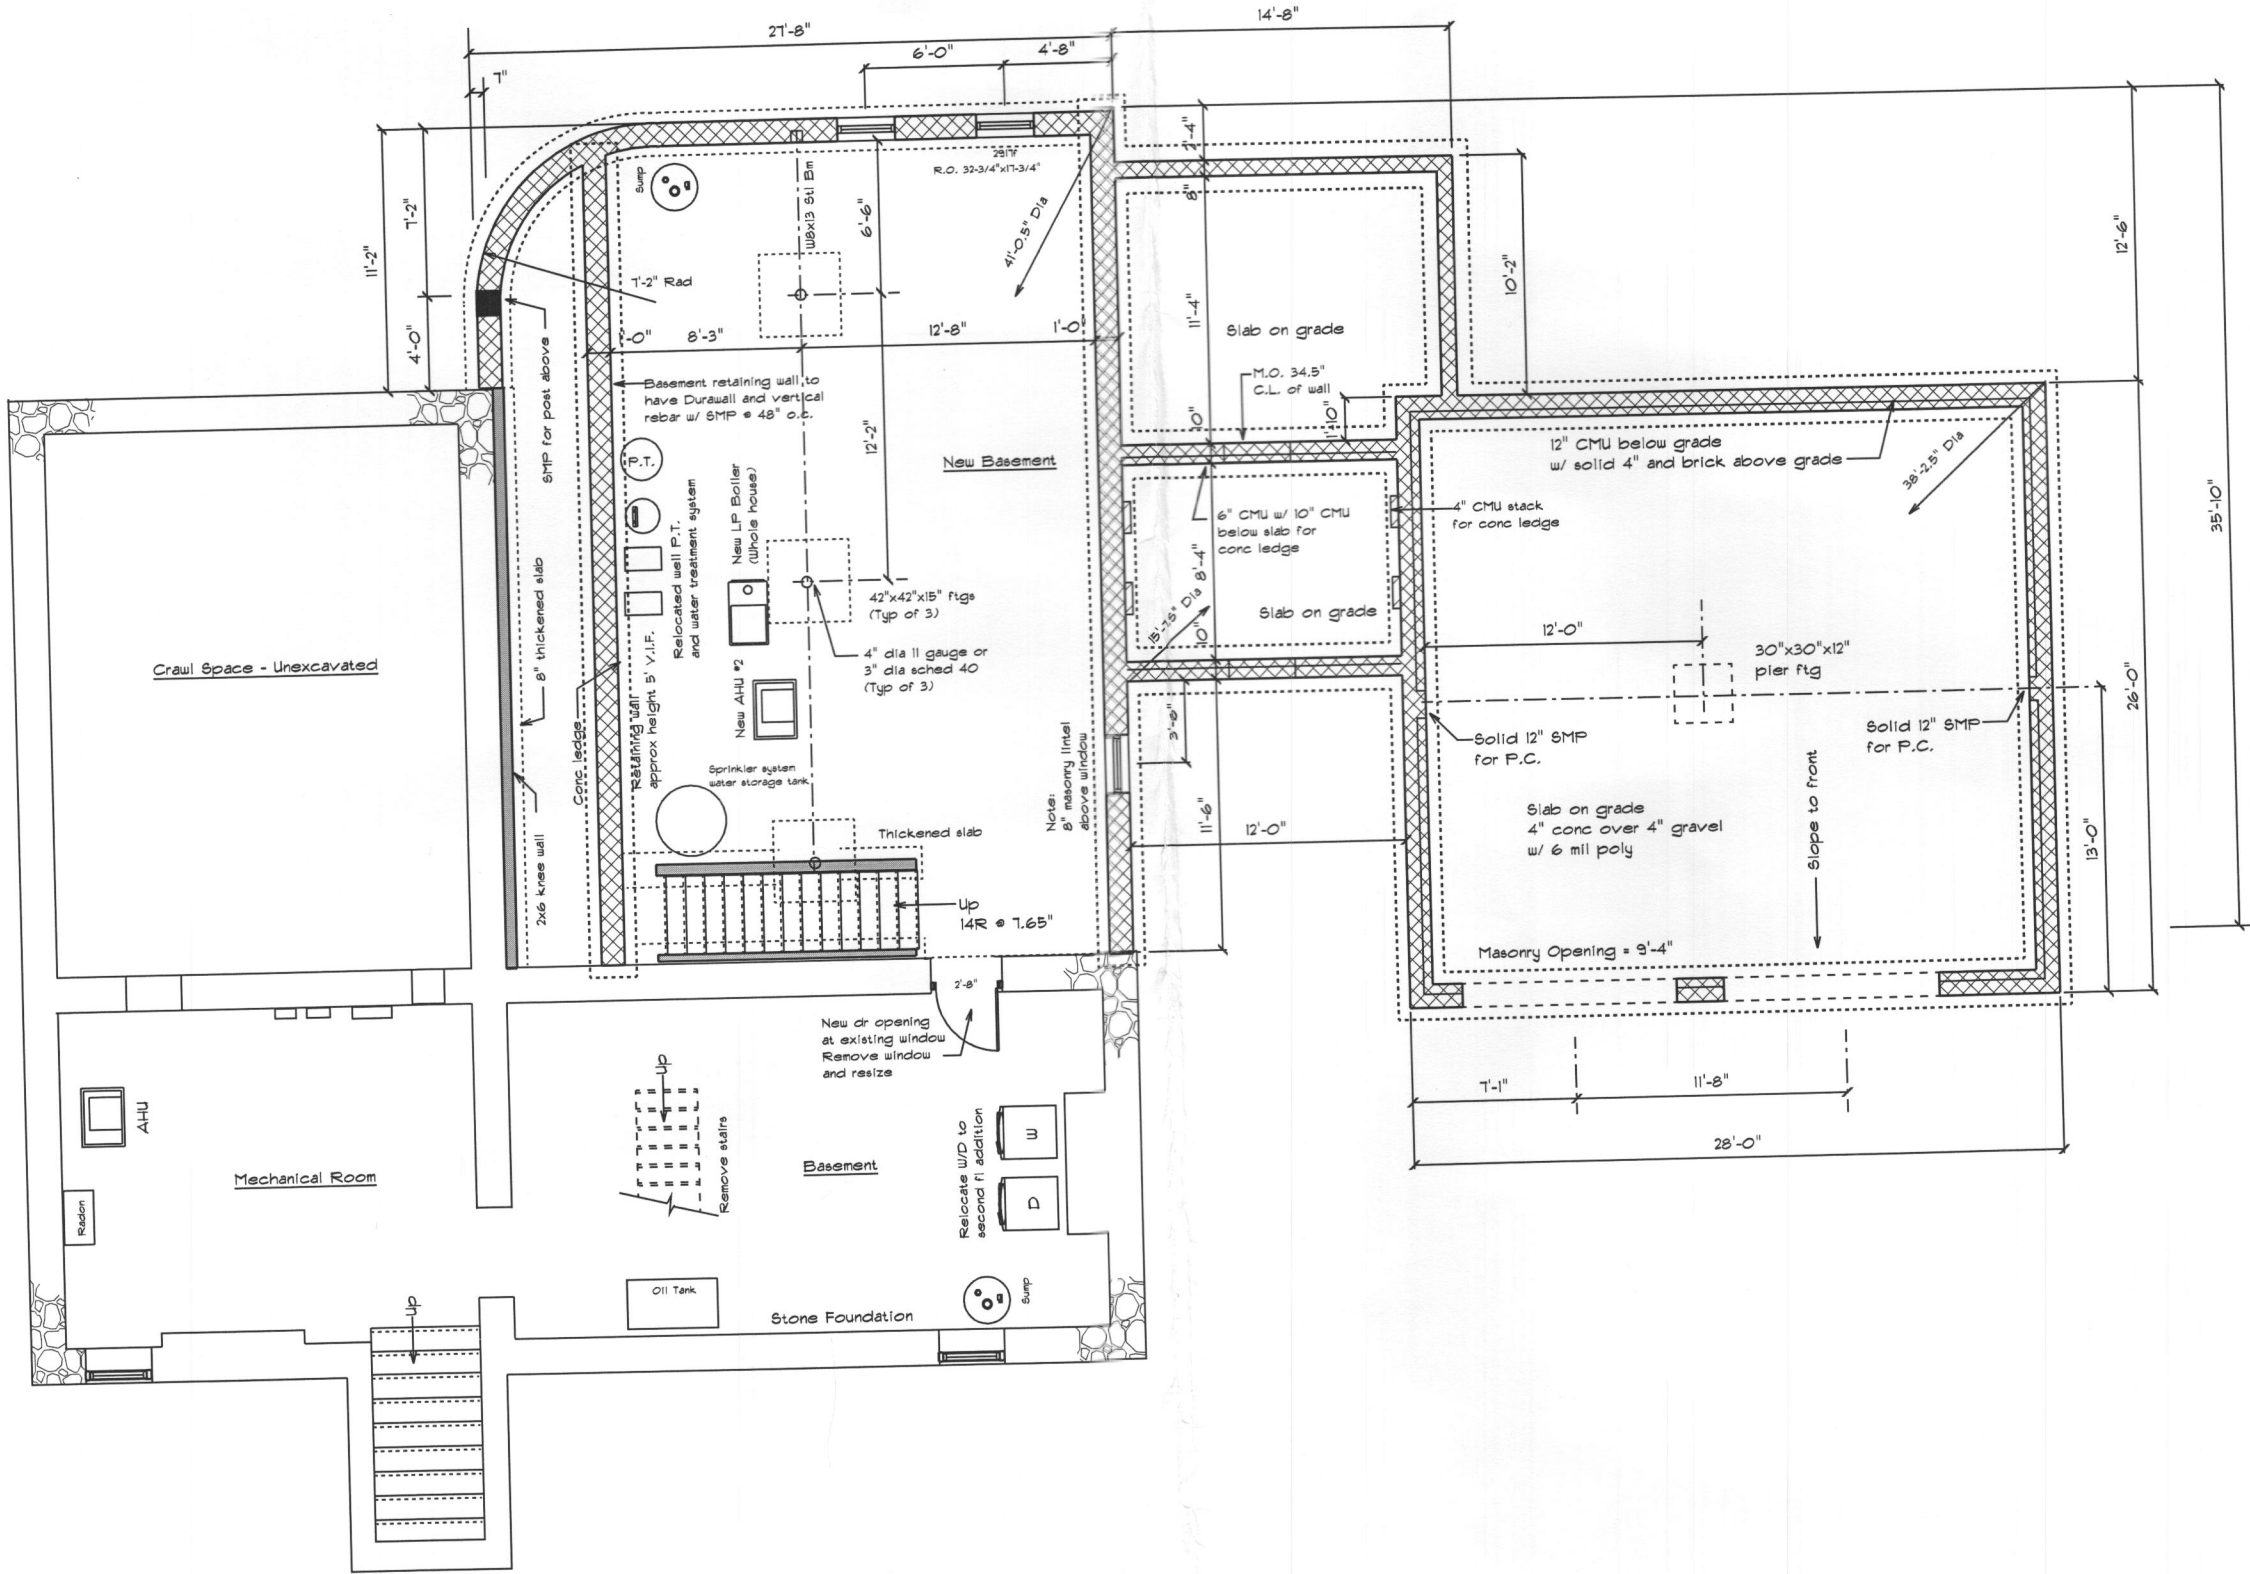 27'-8"
14'-8"
6'-0"
4'-8"
7"
11'-2"
7'-2"
4'-0"
Sump
W8x13 Stl Bm
6'-6"
2917F
R.O. 32-3/4"x17-3/4"
41'-0.5" Dia
2'-4"
8"
11'-4"
10'-2"
12'-6"
35'-10"
7'-2" Rad
8'-3"
12'-8"
1'-0"
Slab on grade
M.O. 34.5"
C.L. of wall
1'-10"
10"
SMP for post above
Basement retaining wall to
have Durawall and vertical
rebar w/ SMP @ 48" o.c.
12'-2"
P.T.
New Basement
12" CMU below grade
w/ solid 4" and brick above grade
38'-2.5" Dia
6" CMU w/ 10" CMU
below slab for
conc ledge
4" CMU stack
for conc ledge
Relocated well P.T.
and water treatment system
New LP Boiler
(Whole house)
42"x42"x15" ftgs
(Typ of 3)
8'-4"
15'-7.5" Dia
Slab on grade
10"
4" dia 11 gauge or
3" dia sched 40
(Typ of 3)
12'-0"
30"x30"x12"
pier ftg
Crawl Space - Unexcavated
8" thickened slab
Conc ledge
Retaining wall
approx height 5' V.I.F.
New AHU #2
3'-6"
Solid 12" SMP
for P.C.
Solid 12" SMP
for P.C.
26'-0"
13'-0"
Sprinkler system
water storage tank
Note:
8" masonry lintel
above window
11'-6"
12'-0"
Slab on grade
4" conc over 4" gravel
w/ 6 mil poly
Slope to front
2x6 knee wall
Thickened slab
Up
14R @ 7.65"
Masonry Opening = 9'-4"
2'-8"
New dr opening
at existing window
Remove window
and resize
7'-1"
11'-8"
28'-0"
AHU
Up
Remove stairs
Mechanical Room
Basement
Radon
Relocate W/D to
second fl addition
W
D
Oil Tank
Stone Foundation
Sump
Up